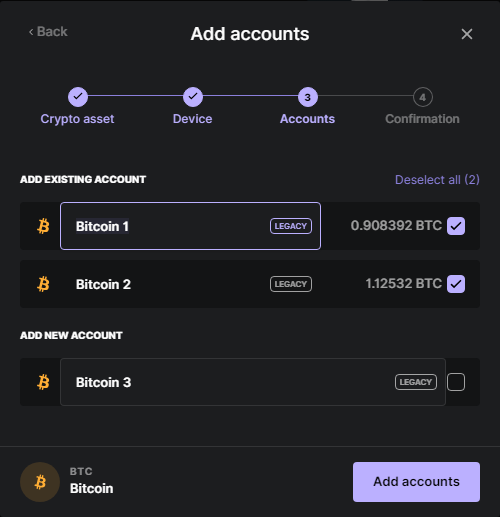 ‹ Back
Add accounts
3
4
Crypto asset
Device
Accounts
Confirmation
ADD EXISTING ACCOUNT
Deselect all (2)
Bitcoin 1 LEGACY 0.908392 BTC
Bitcoin 2 LEGACY 1.12532 BTC
ADD NEW ACCOUNT
Bitcoin 3 LEGACY
BTC
Bitcoin
Add accounts